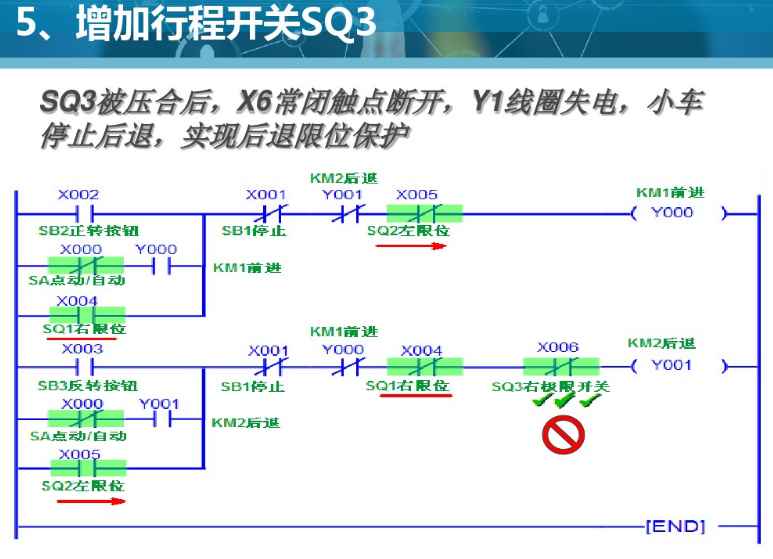 5、增加行程开关SQ3
SQ3被压合后，X6常闭触点断开，Y1线圈失电，小车
停止后退，实现后退限位保护
KM2后退
X002 X001 Y001 X005 KM1前进
Y000
SB2正转按钮 SB1停止 SQ2左限位
X000 Y000
SA点动/自动 KM1前进
X004
SQ1右限位
KM1前进
X003 X001 Y000 X004 X006 KM2后退
Y001
SB3反转按钮 SB1停止 SQ1右限位 SQ3右极限开关
X000 Y001
SA点动/自动 KM2后退
X005
SQ2左限位
[END]